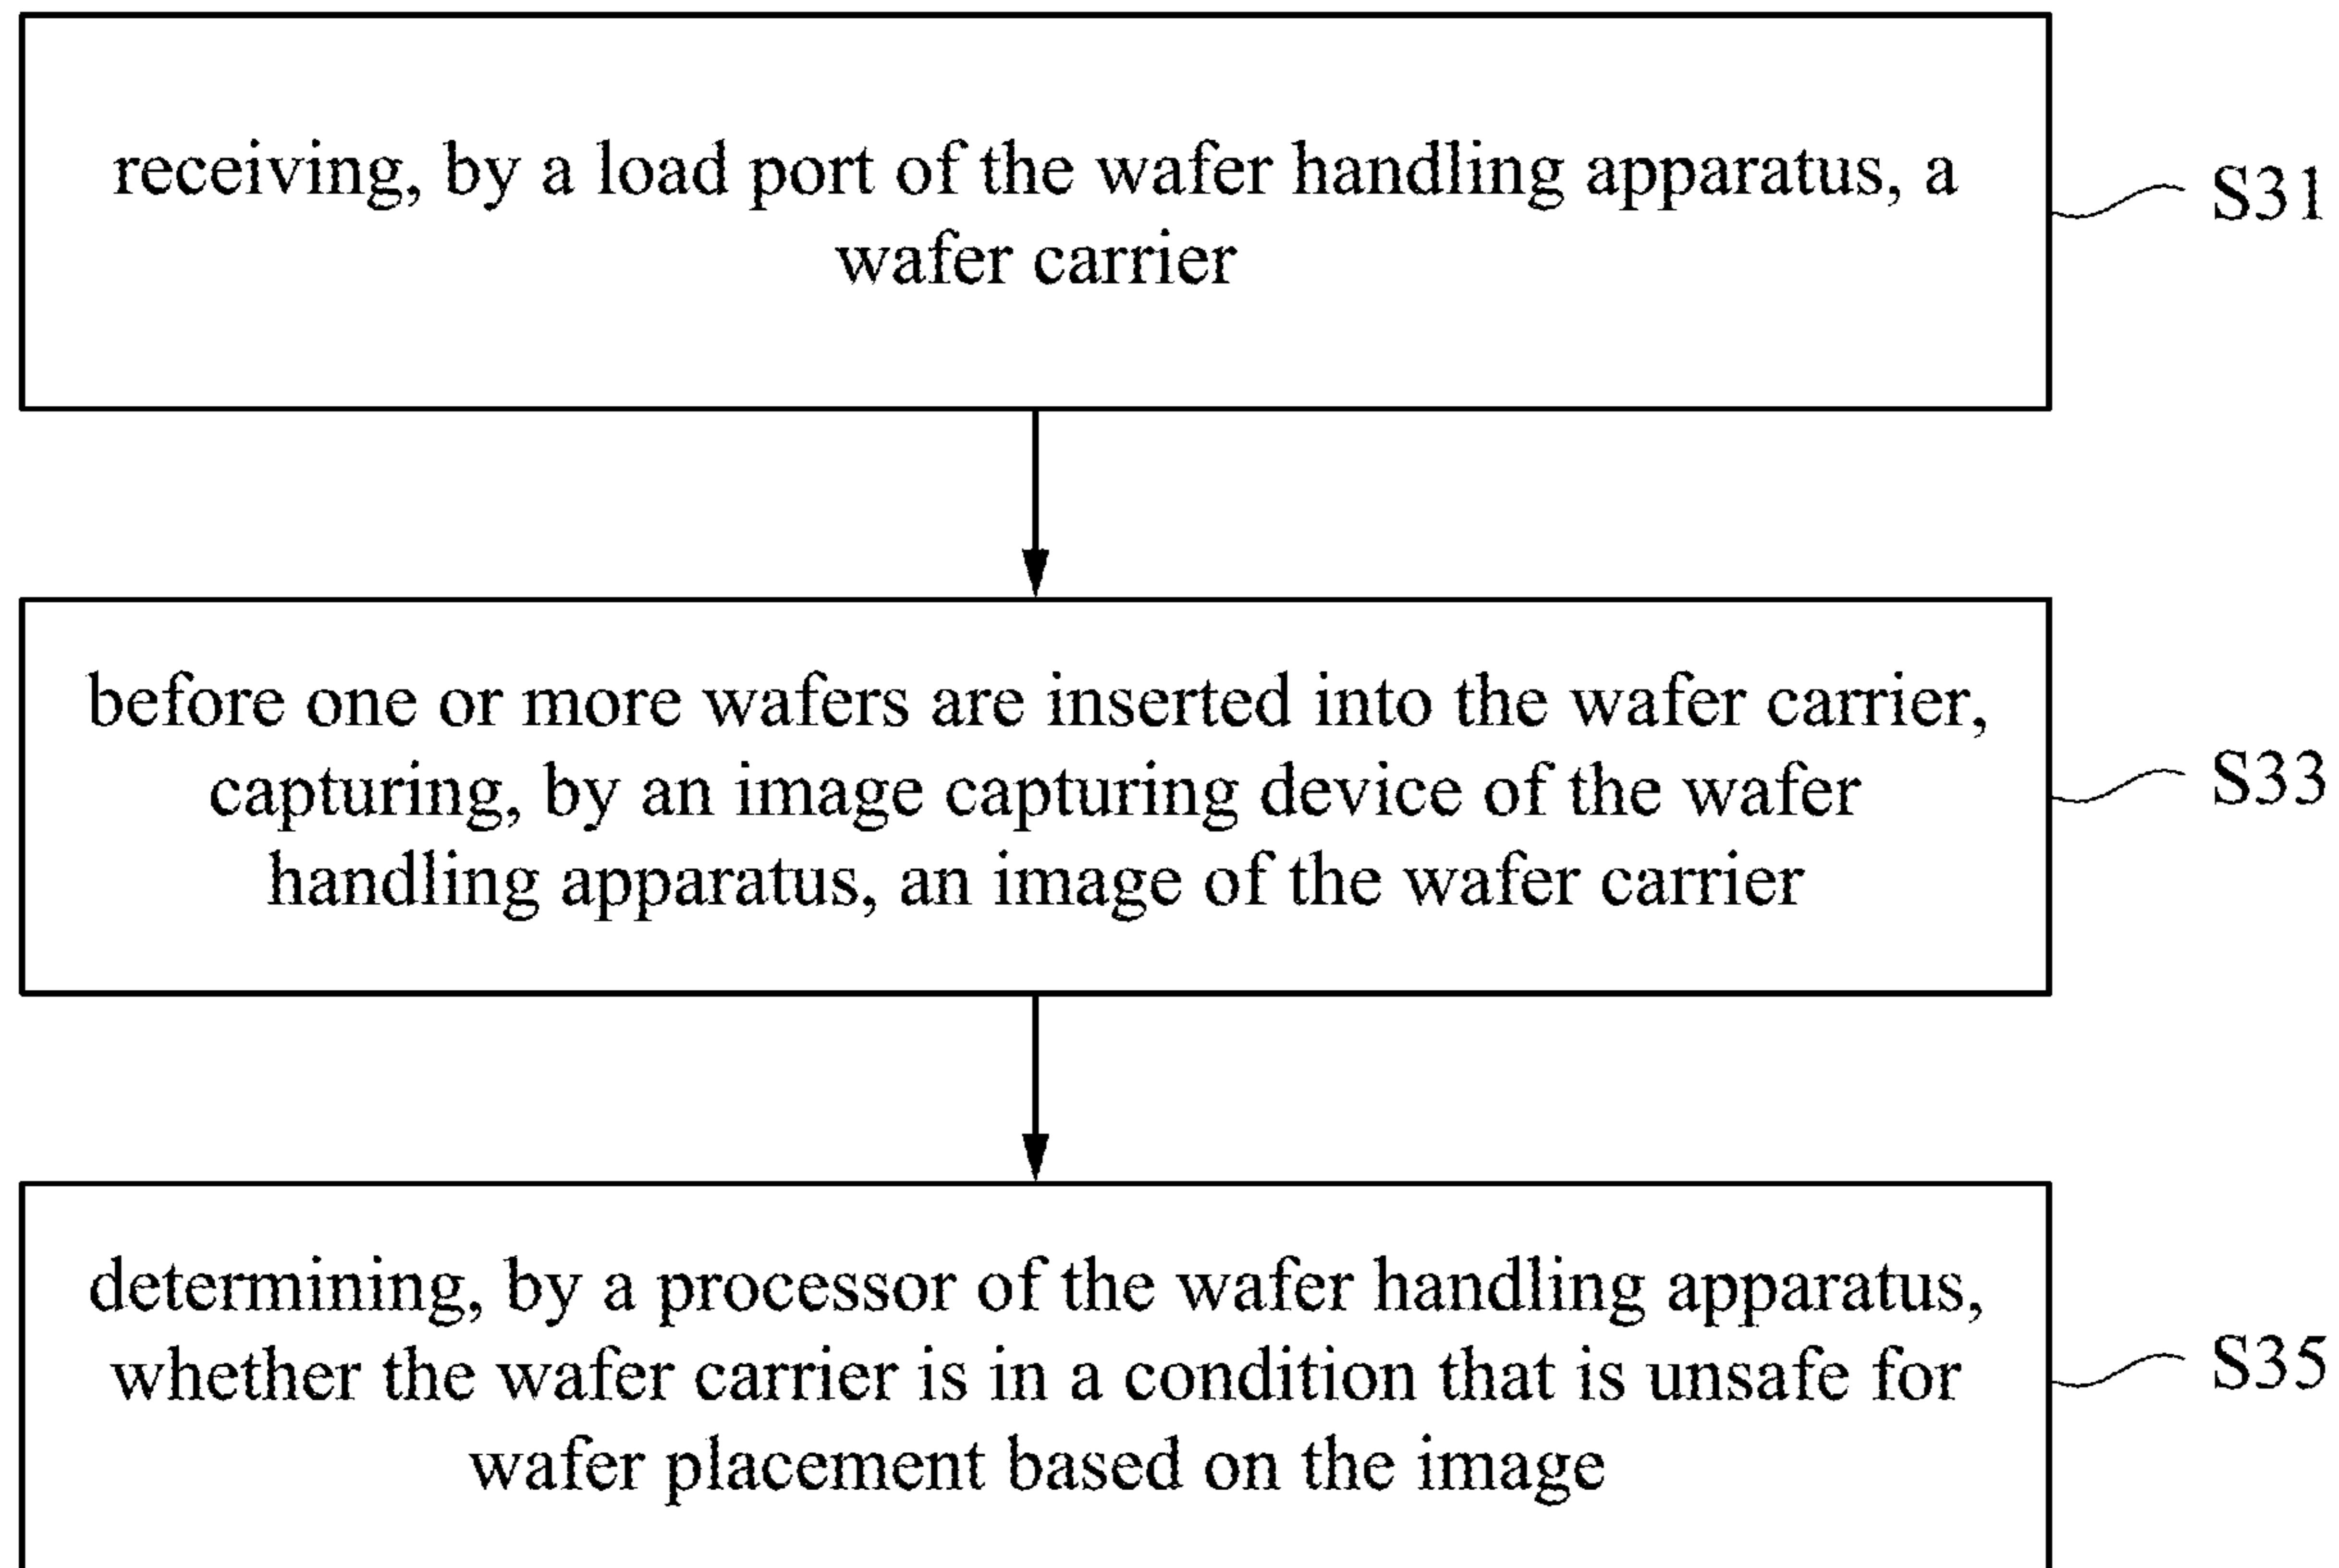 receiving, by a load port of the wafer handling apparatus, a
wafer carrier
S31
before one or more wafers are inserted into the wafer carrier,
capturing, by an image capturing device of the wafer
handling apparatus, an image of the wafer carrier
S33
determining, by a processor of the wafer handling apparatus,
whether the wafer carrier is in a condition that is unsafe for
wafer placement based on the image
S35